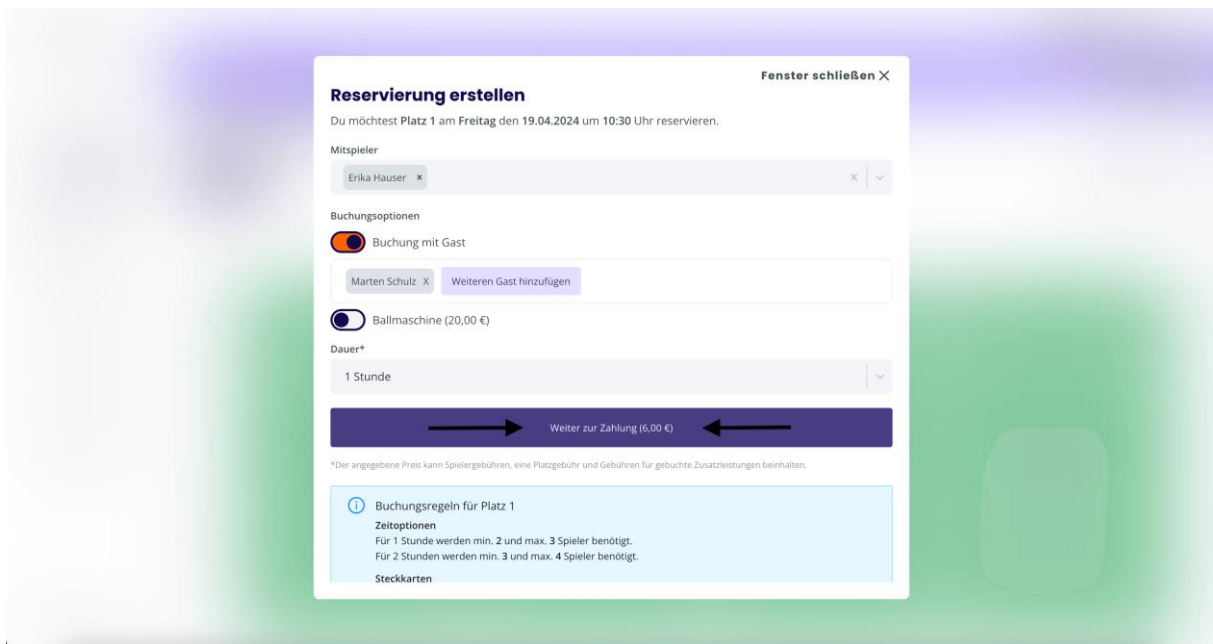 Fenster schließen X
Reservierung erstellen
Du möchtest Platz 1 am Freitag den 19.04.2024 um 10:30 Uhr reservieren.
Mitspieler
Erika Hauser ×
Buchungsoptionen
Buchung mit Gast
Marten Schulz X Weiteren Gast hinzufügen
Ballmaschine (20,00 €)
Dauer*
1 Stunde
Weiter zur Zahlung (6,00 €)
*Der angegebene Preis kann Spielergebühren, eine Platzgebühr und Gebühren für gebuchte Zusatzleistungen beinhalten.
Buchungsregeln für Platz 1
Zeitoptionen
Für 1 Stunde werden min. 2 und max. 3 Spieler benötigt.
Für 2 Stunden werden min. 3 und max. 4 Spieler benötigt.
Steckkarten